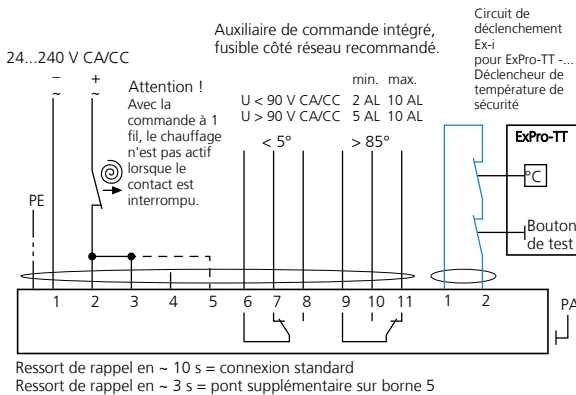 Auxiliaire de commande intégré,
fusible côté réseau recommandé.
Circuit de
déclenchement
Ex-i
pour ExPro-TT -...
Déclencheur de
température de
sécurité
24...240 V CA/CC
– +
~ ~
Attention !
Avec la
commande à 1
fil, le chauffage
n'est pas actif
lorsque le
contact est
interrompu.
min. max.
U < 90 V CA/CC 2 AL 10 AL
U > 90 V CA/CC 5 AL 10 AL
< 5° > 85°
ExPro-TT
°C
Bouton
de test
PE
1 2 3 4 5 6 7 8 9 10 11 1 2
PA
Ressort de rappel en ~ 10 s = connexion standard
Ressort de rappel en ~ 3 s = pont supplémentaire sur borne 5